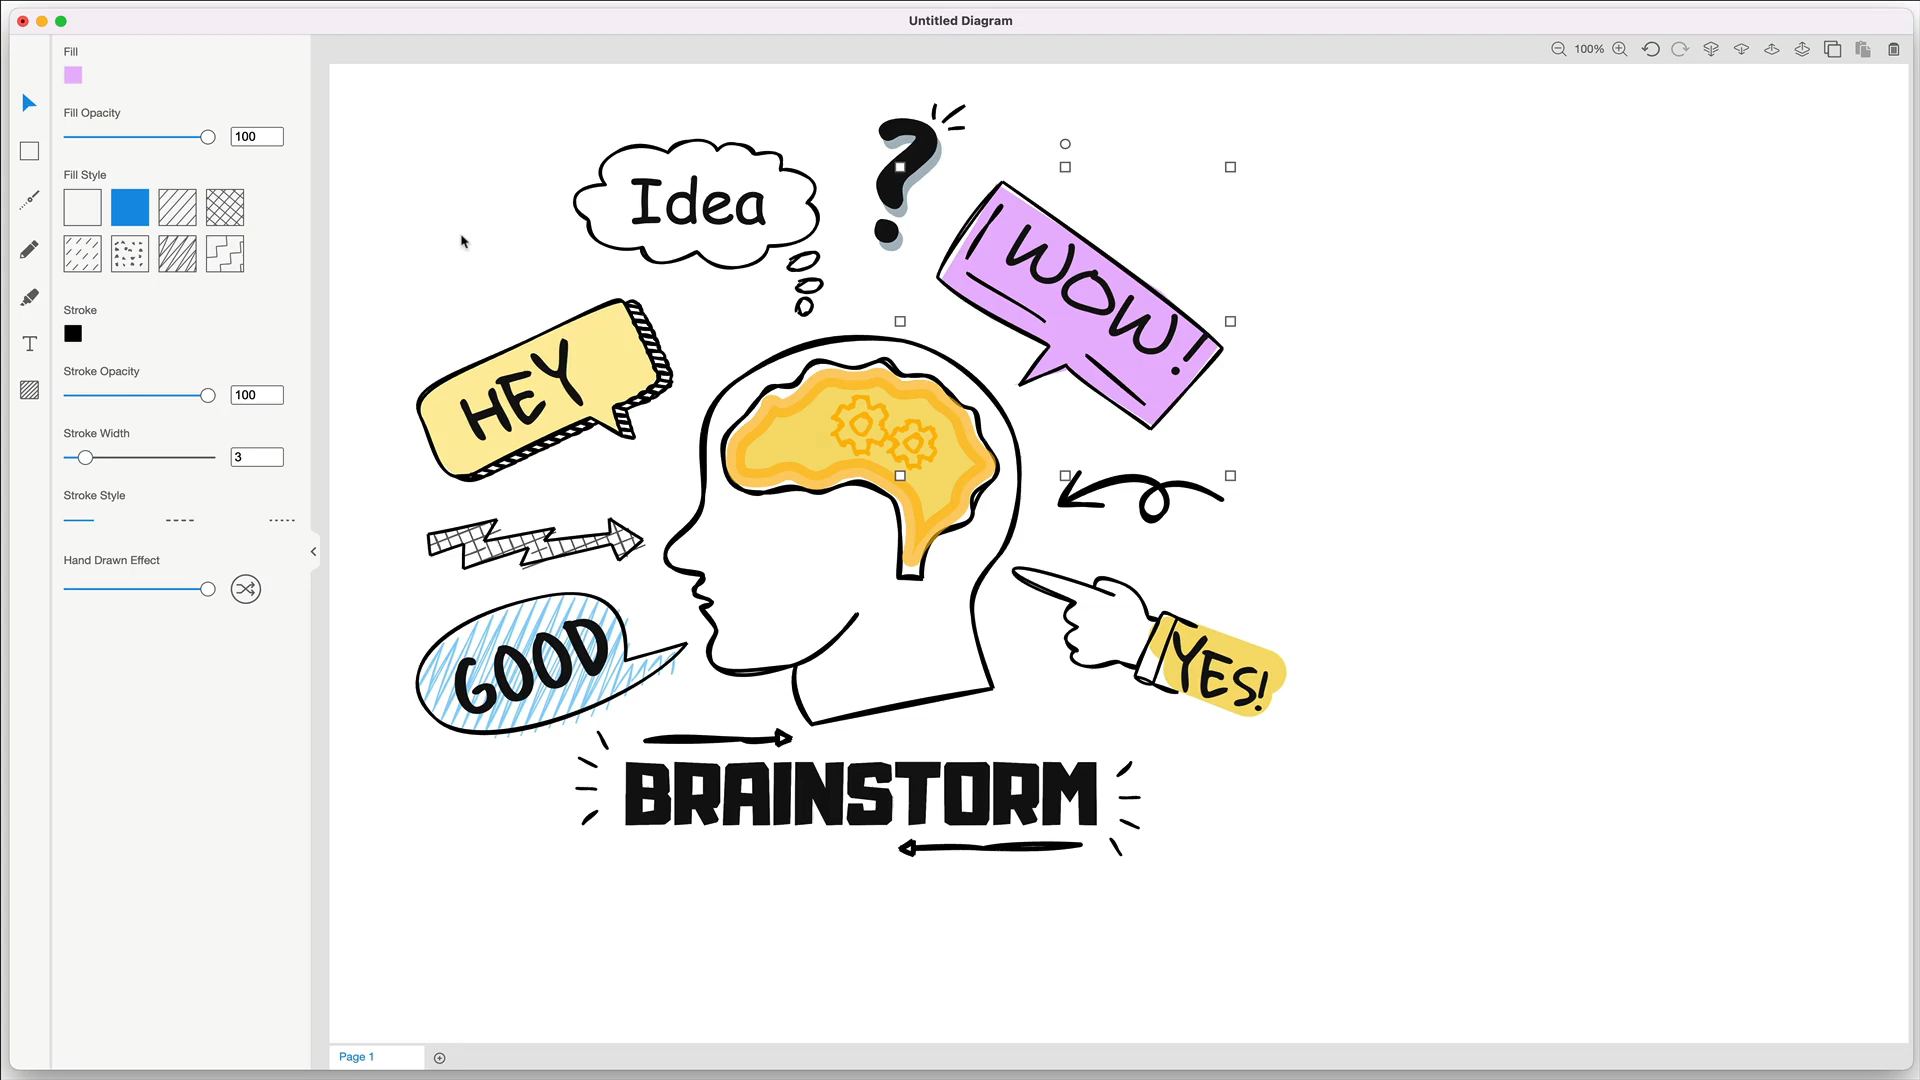 Untitled Diagram
100%
Fill
Fill Opacity
100
Fill Style
Stroke
Stroke Opacity
100
Stroke Width
3
Stroke Style
Hand Drawn Effect
Idea
?
WOW!
HEY
GOOD
YES!
BRAINSTORM
Page 1